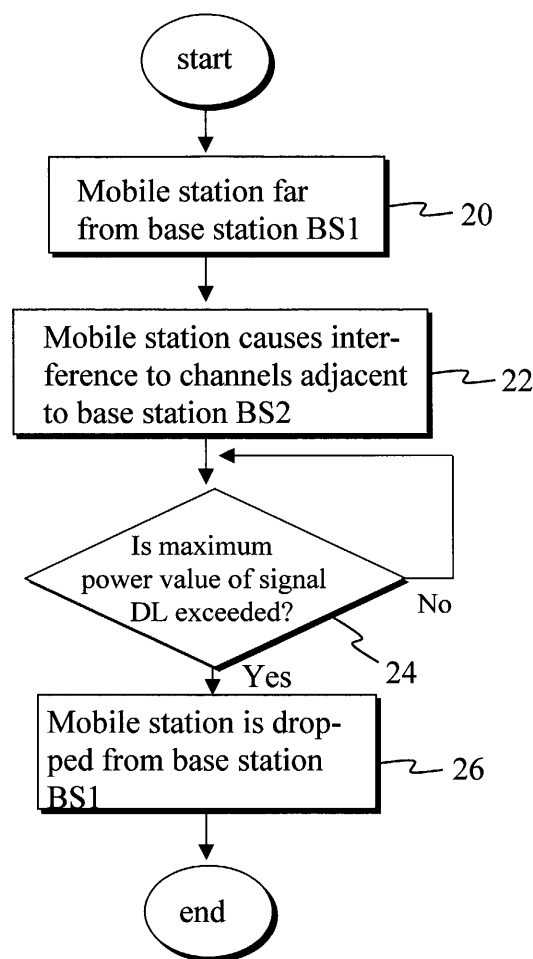 start
Mobile station far
from base station BS1
20
Mobile station causes inter-
ference to channels adjacent
to base station BS2
22
Is maximum
power value of signal
DL exceeded?
No
24
Yes
Mobile station is drop-
ped from base station
BS1
26
end